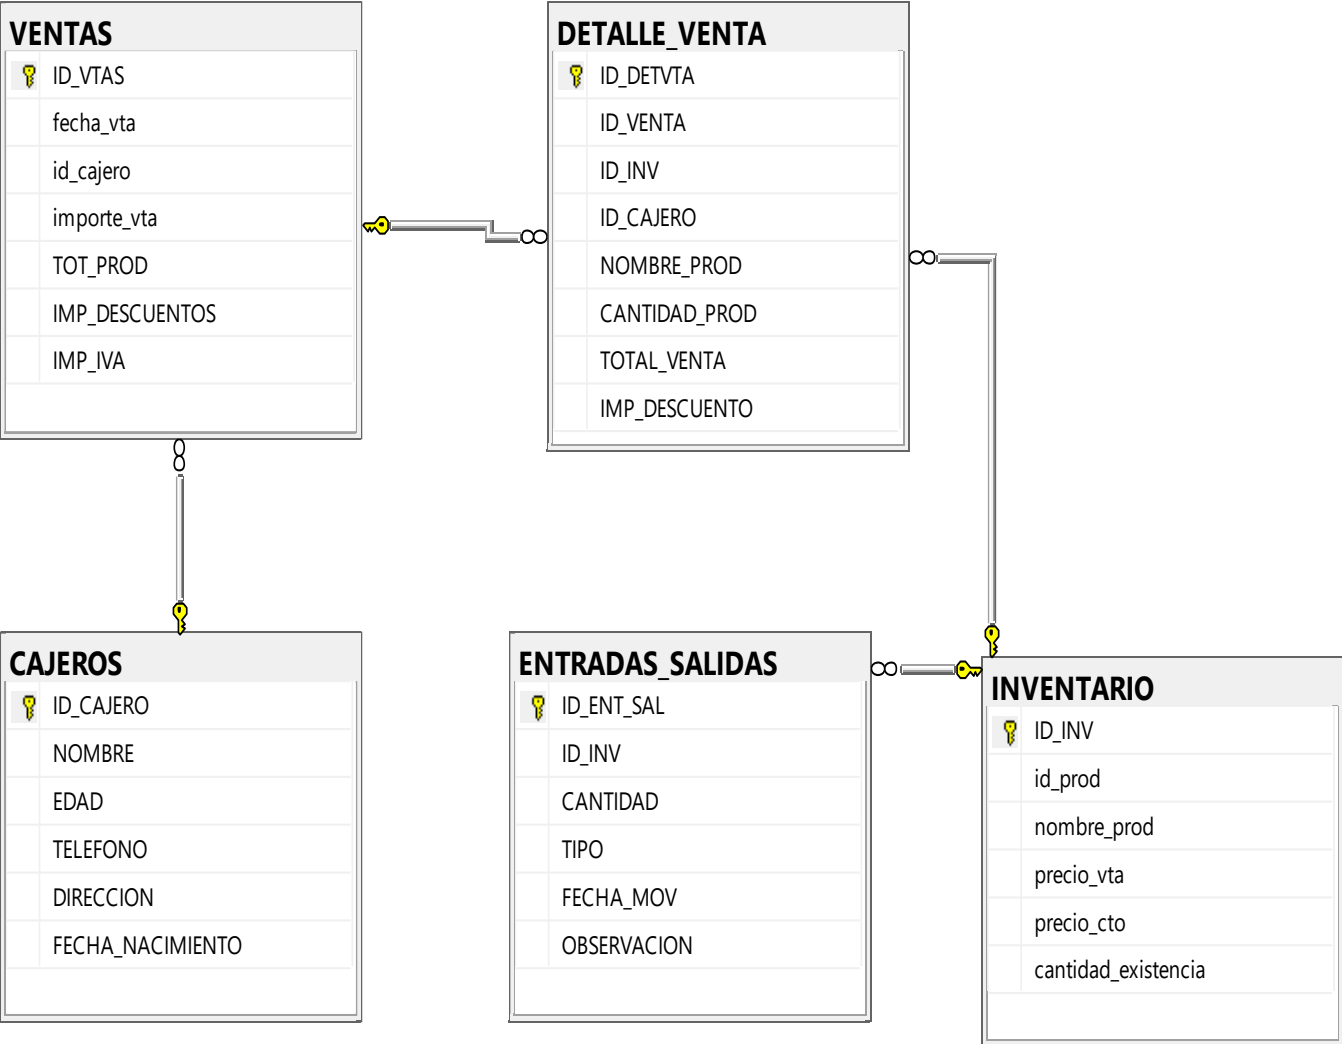 VENTAS
ID_VTAS
fecha_vta
id_cajero
importe_vta
TOT_PROD
IMP_DESCUENTOS
IMP_IVA
DETALLE_VENTA
ID_DETVTA
ID_VENTA
ID_INV
ID_CAJERO
NOMBRE_PROD
CANTIDAD_PROD
TOTAL_VENTA
IMP_DESCUENTO
CAJEROS
ID_CAJERO
NOMBRE
EDAD
TELEFONO
DIRECCION
FECHA_NACIMIENTO
ENTRADAS_SALIDAS
ID_ENT_SAL
ID_INV
CANTIDAD
TIPO
FECHA_MOV
OBSERVACION
INVENTARIO
ID_INV
id_prod
nombre_prod
precio_vta
precio_cto
cantidad_existencia